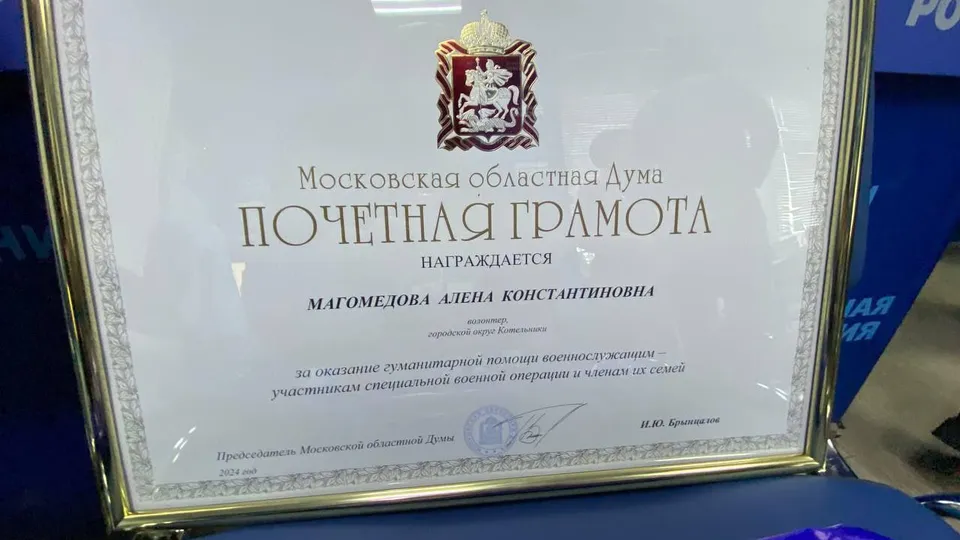 Московская областная Дума
ПОЧЕТНАЯ ГРАМОТА
НАГРАЖДАЕТСЯ
МАГОМЕДОВА АЛЕНА КОНСТАНТИНОВНА
волонтер,
городской округ Котельники
за оказание гуманитарной помощи военнослужащим –
участникам специальной военной операции и членам их семей
Председатель Московской областной Думы
И.Ю. Брынцалов
2024 год